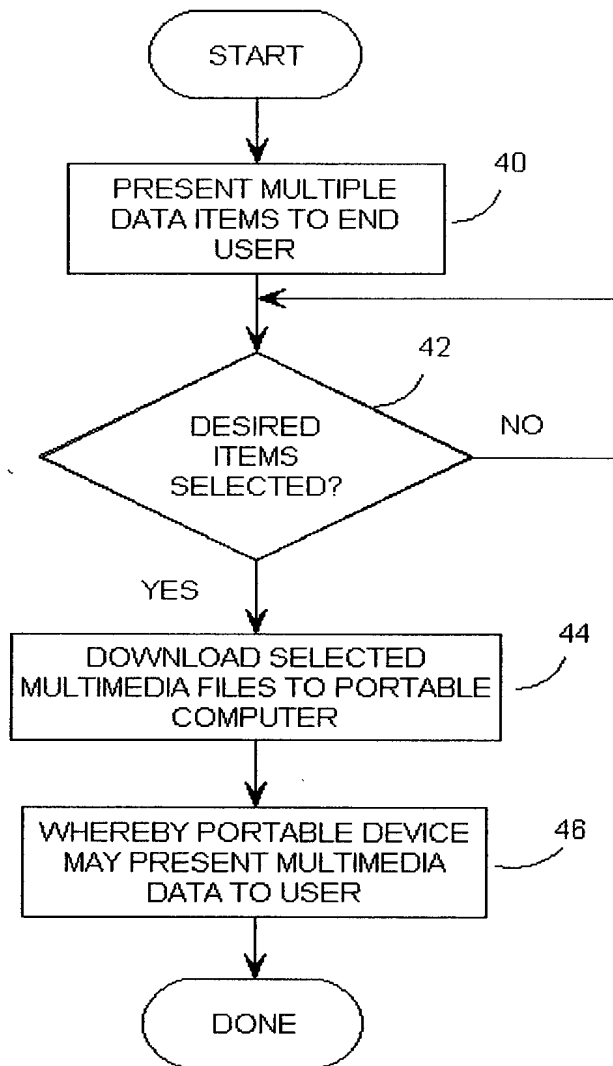 START
40
PRESENT MULTIPLE
DATA ITEMS TO END
USER
42
DESIRED
ITEMS
SELECTED?
NO
YES
44
DOWNLOAD SELECTED
MULTIMEDIA FILES TO PORTABLE
COMPUTER
46
WHEREBY PORTABLE DEVICE
MAY PRESENT MULTIMEDIA
DATA TO USER
DONE